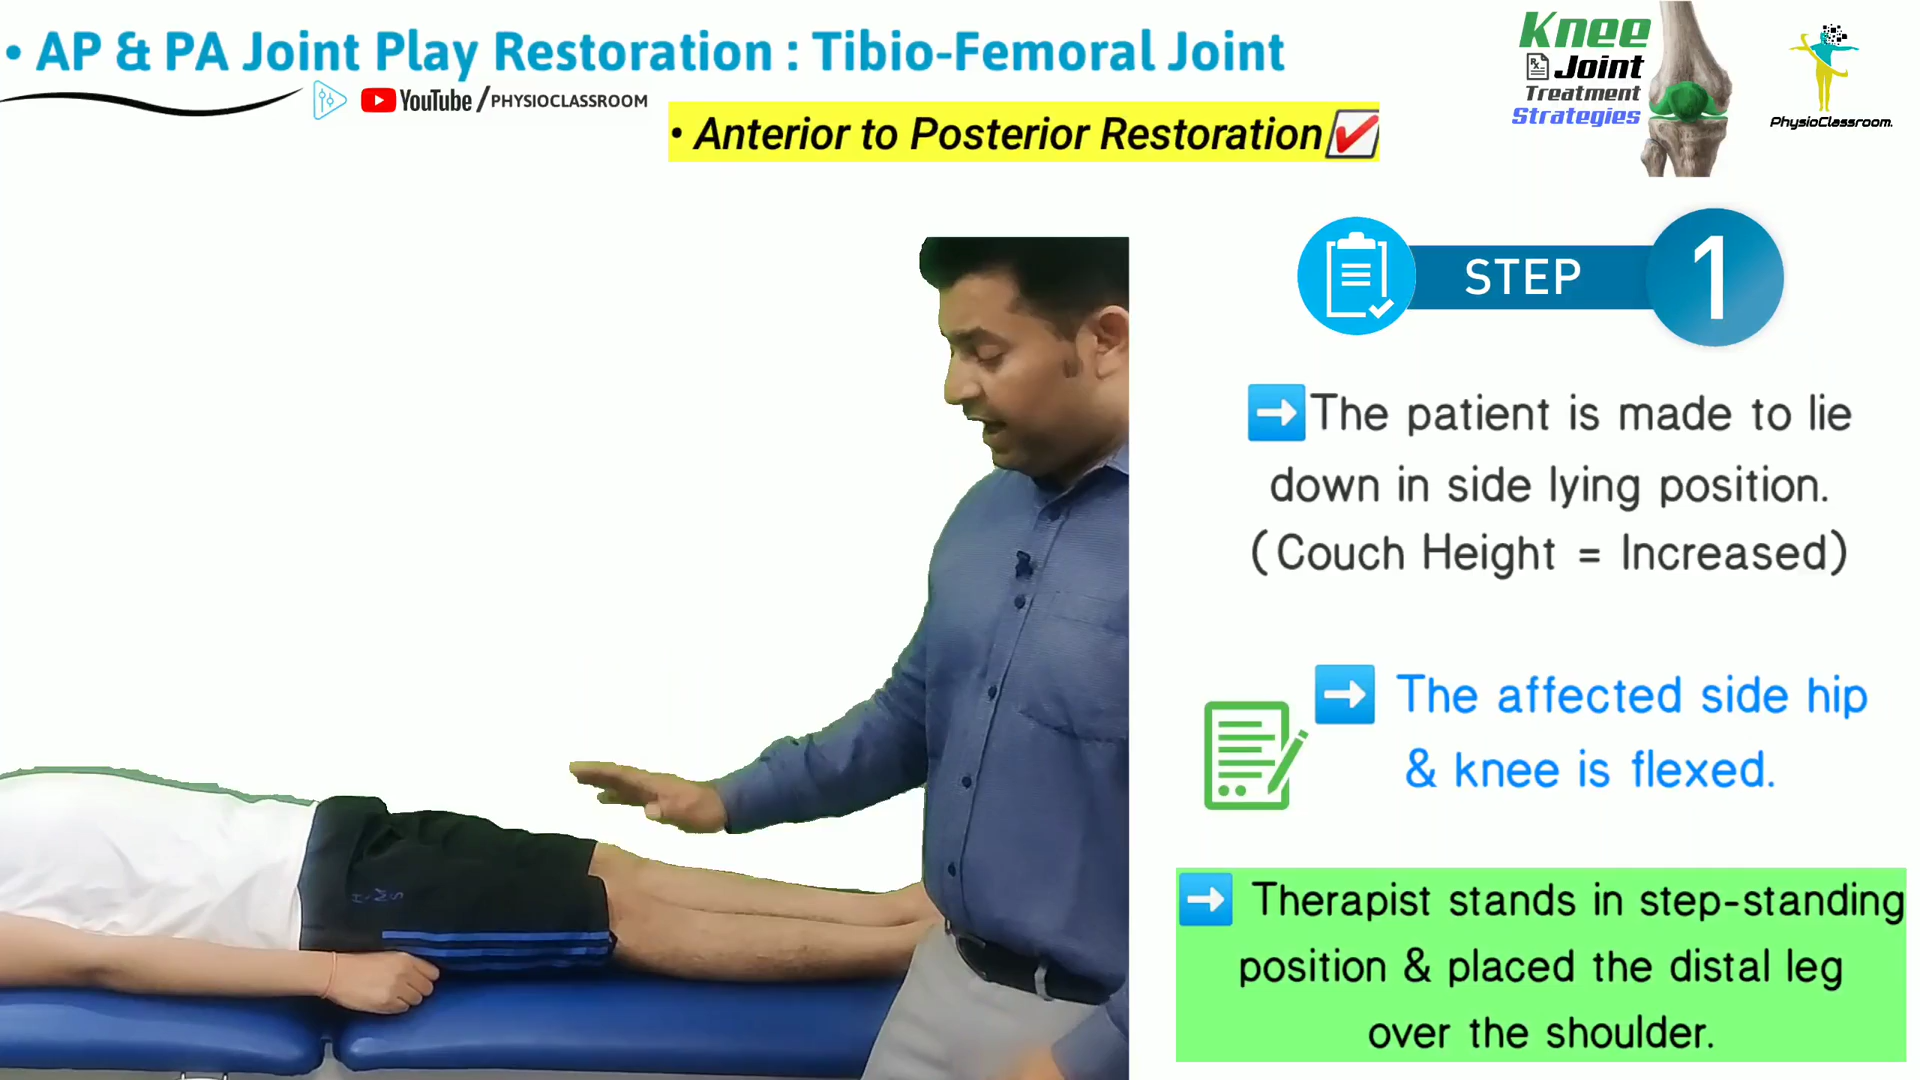 • AP & PA Joint Play Restoration : Tibio-Femoral Joint
YouTube /PHYSIOCLASSROOM
• Anterior to Posterior Restoration
Knee
Joint
Treatment
Strategies
PhysioClassroom.
STEP 1
The patient is made to lie
down in side lying position.
(Couch Height = Increased)
The affected side hip
& knee is flexed.
Therapist stands in step-standing
position & placed the distal leg
over the shoulder.